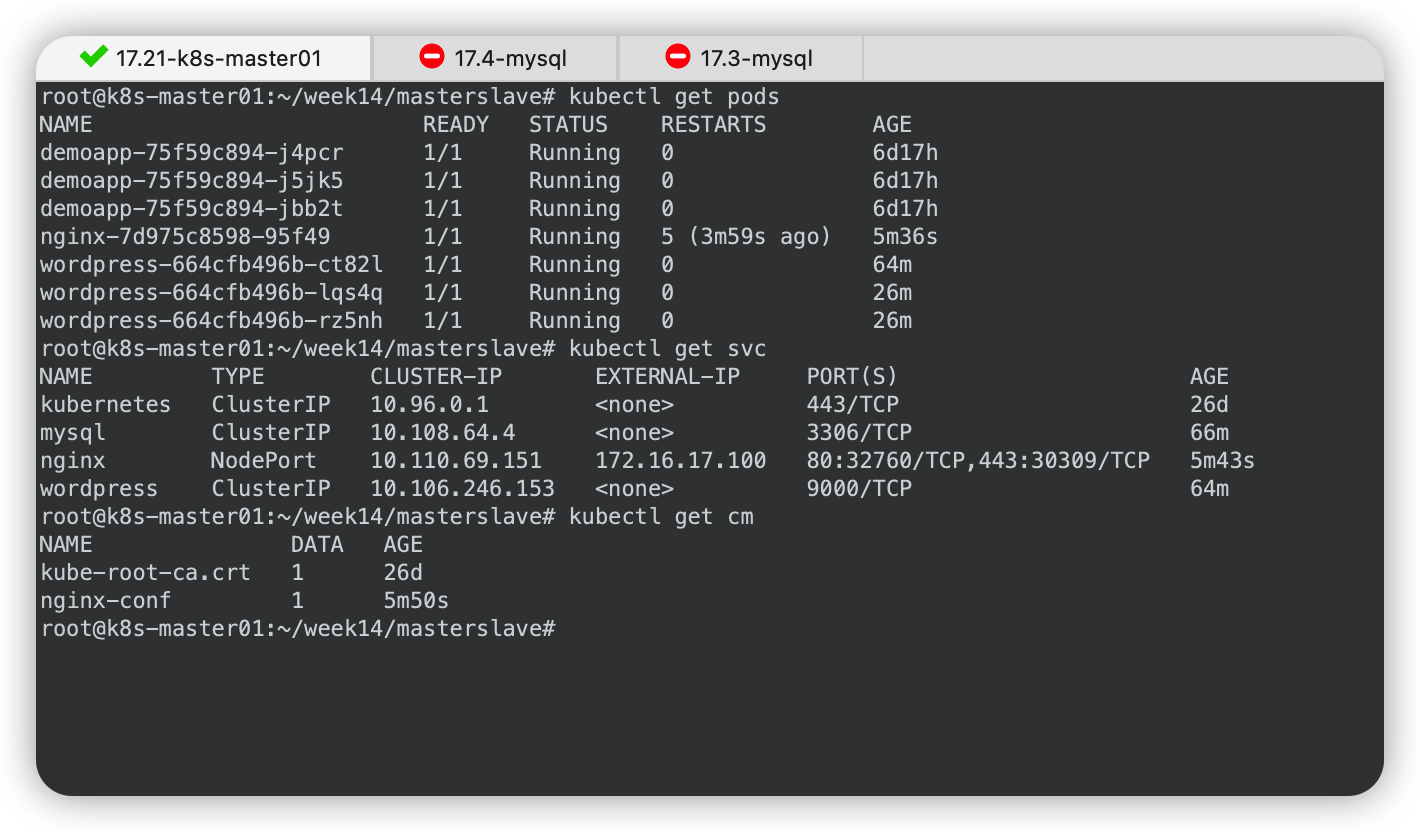 17.21-k8s-master01 17.4-mysql 17.3-mysql
root@k8s-master01:~/week14/masterslave# kubectl get pods
NAME READY STATUS RESTARTS AGE
demoapp-75f59c894-j4pcr 1/1 Running 0 6d17h
demoapp-75f59c894-j5jk5 1/1 Running 0 6d17h
demoapp-75f59c894-jbb2t 1/1 Running 0 6d17h
nginx-7d975c8598-95f49 1/1 Running 5 (3m59s ago) 5m36s
wordpress-664cfb496b-ct82l 1/1 Running 0 64m
wordpress-664cfb496b-lqs4q 1/1 Running 0 26m
wordpress-664cfb496b-rz5nh 1/1 Running 0 26m
root@k8s-master01:~/week14/masterslave# kubectl get svc
NAME TYPE CLUSTER-IP EXTERNAL-IP PORT(S) AGE
kubernetes ClusterIP 10.96.0.1 <none> 443/TCP 26d
mysql ClusterIP 10.108.64.4 <none> 3306/TCP 66m
nginx NodePort 10.110.69.151 172.16.17.100 80:32760/TCP,443:30309/TCP 5m43s
wordpress ClusterIP 10.106.246.153 <none> 9000/TCP 64m
root@k8s-master01:~/week14/masterslave# kubectl get cm
NAME DATA AGE
kube-root-ca.crt 1 26d
nginx-conf 1 5m50s
root@k8s-master01:~/week14/masterslave#